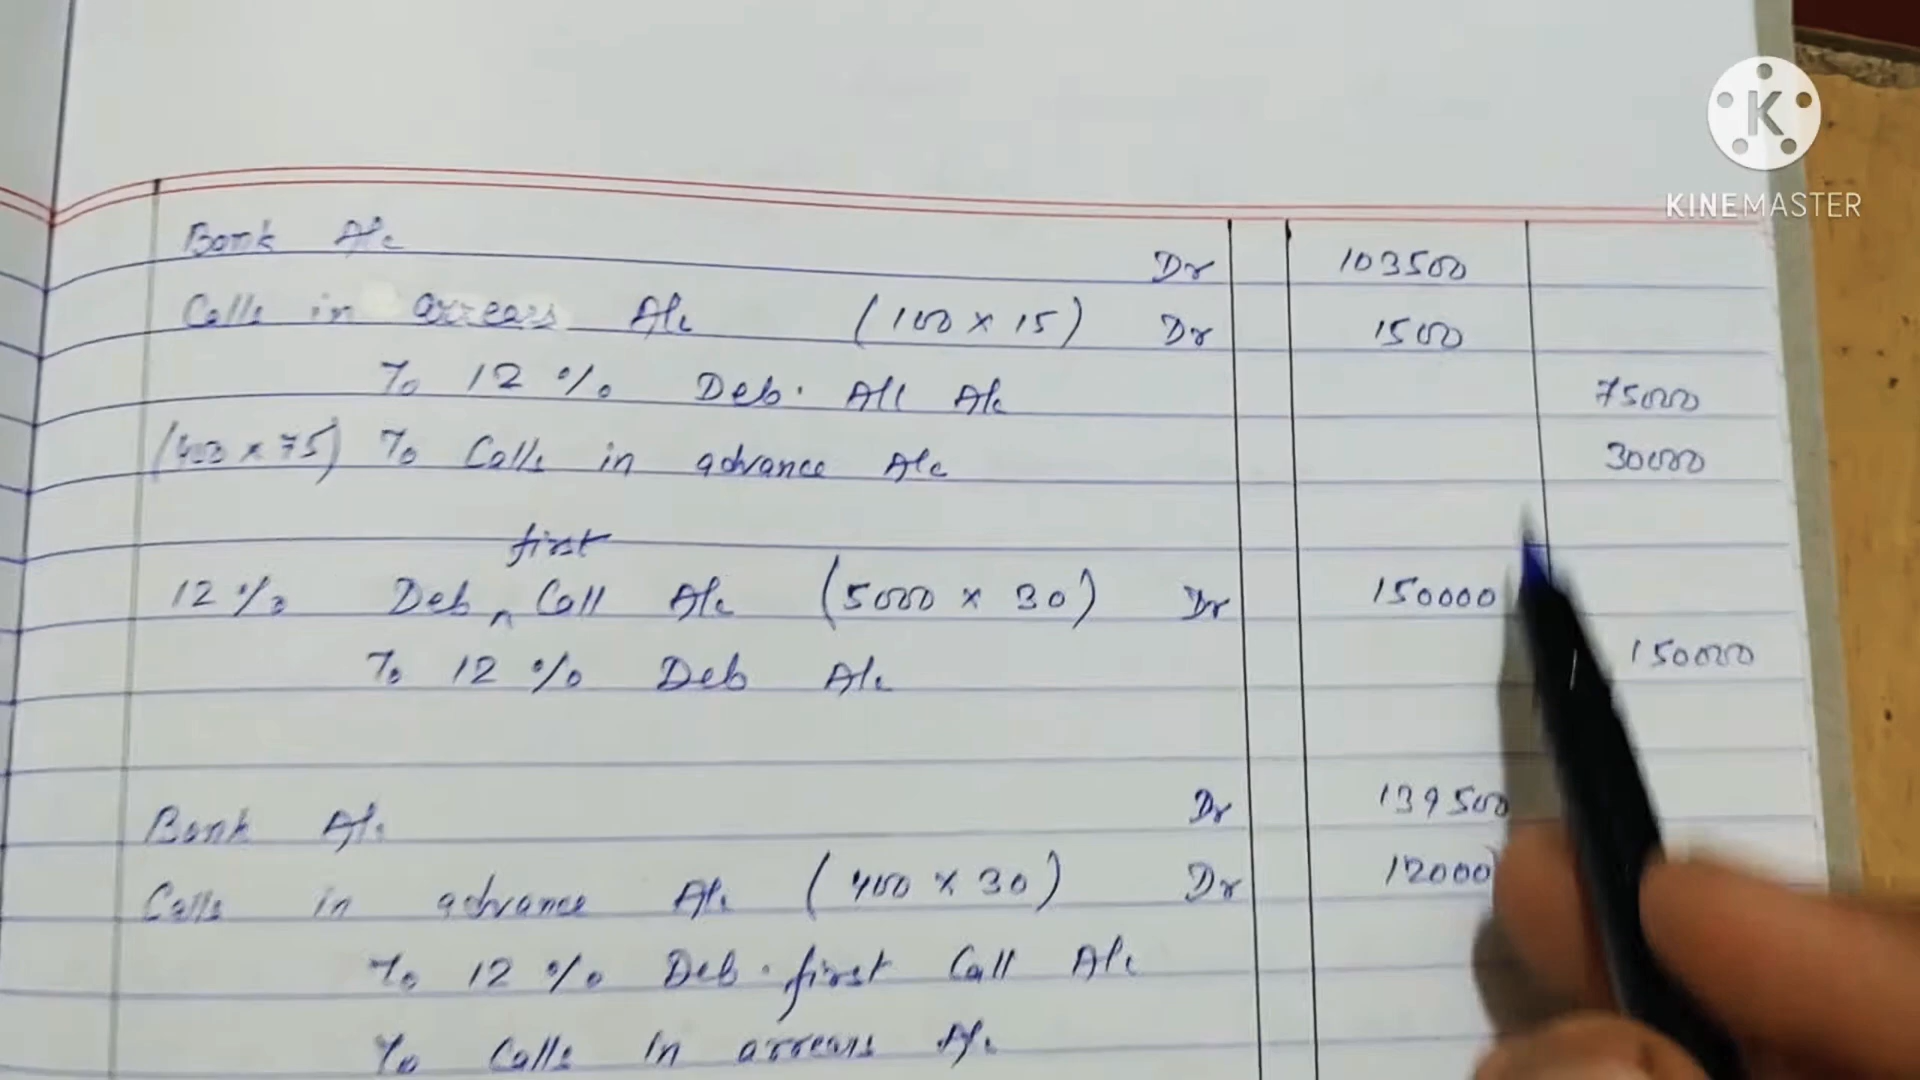 K
KINEMASTER
Bank A/c Dr 103500
Calls in arrears A/c (100 × 15) Dr 1500
To 12 % Deb. All A/c 75000
(400 × 75) To Calls in advance A/c 30000
first
12 % Deb ^ Call A/c (5000 × 30) Dr 150000
To 12 % Deb A/c 150000
Bank A/c Dr 139500
Calls in advance A/c (400 × 30) Dr 12000
To 12 % Deb. first Call A/c
To Calls in arrears A/c